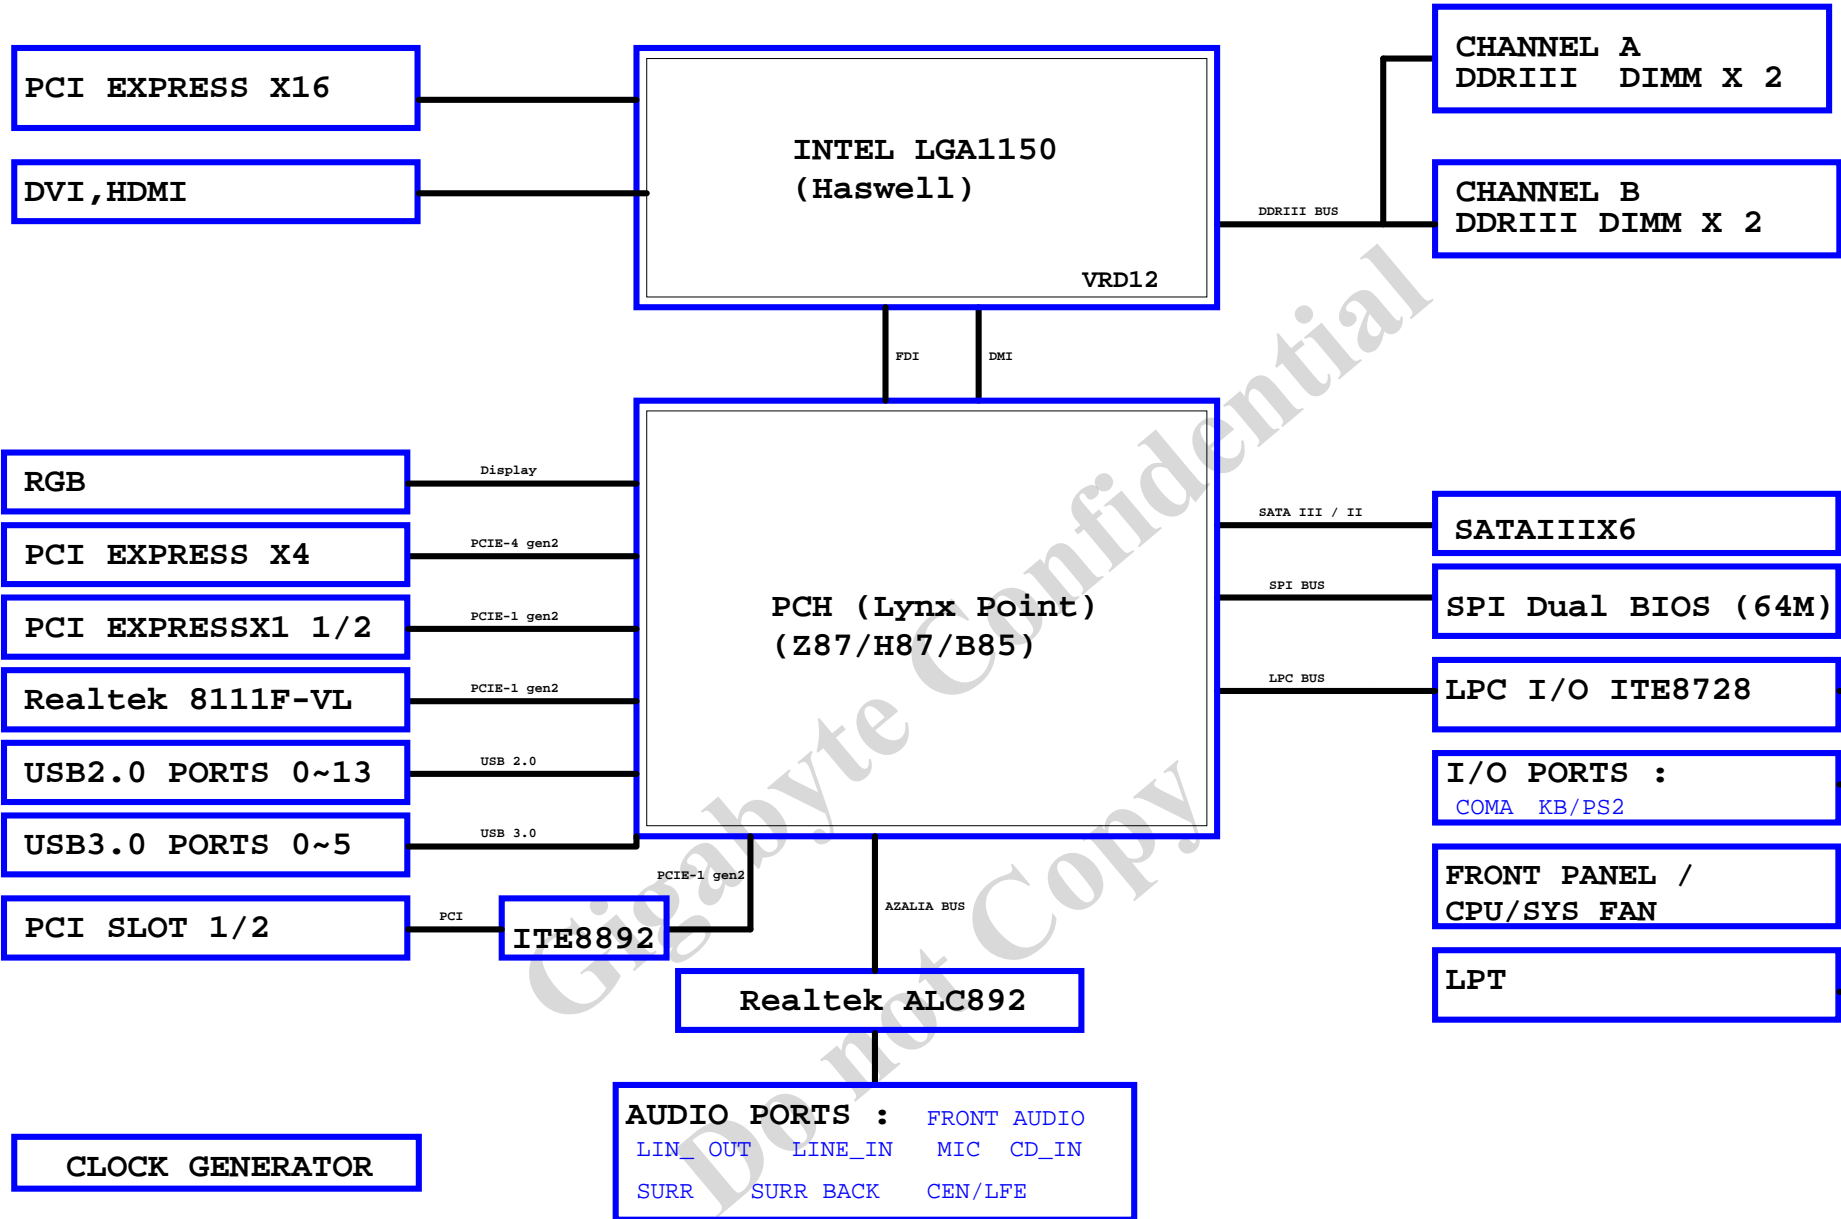 PCI EXPRESS X16
DVI,HDMI
INTEL LGA1150
(Haswell)
VRD12
CHANNEL A
DDRIII DIMM X 2
CHANNEL B
DDRIII DIMM X 2
DDRIII BUS
FDI
DMI
RGB
Display
PCI EXPRESS X4
PCIE-4 gen2
PCI EXPRESSX1 1/2
PCIE-1 gen2
Realtek 8111F-VL
PCIE-1 gen2
USB2.0 PORTS 0~13
USB 2.0
USB3.0 PORTS 0~5
USB 3.0
PCI SLOT 1/2
PCI
ITE8892
PCIE-1 gen2
PCH (Lynx Point)
(Z87/H87/B85)
SATA III / II
SATAIIIX6
SPI BUS
SPI Dual BIOS (64M)
LPC BUS
LPC I/O ITE8728
I/O PORTS :
COMA KB/PS2
FRONT PANEL /
CPU/SYS FAN
LPT
AZALIA BUS
Realtek ALC892
AUDIO PORTS : FRONT AUDIO
LIN_ OUT LINE_IN MIC CD_IN
SURR SURR BACK CEN/LFE
CLOCK GENERATOR
Gigabyte Confidential
Do not Copy